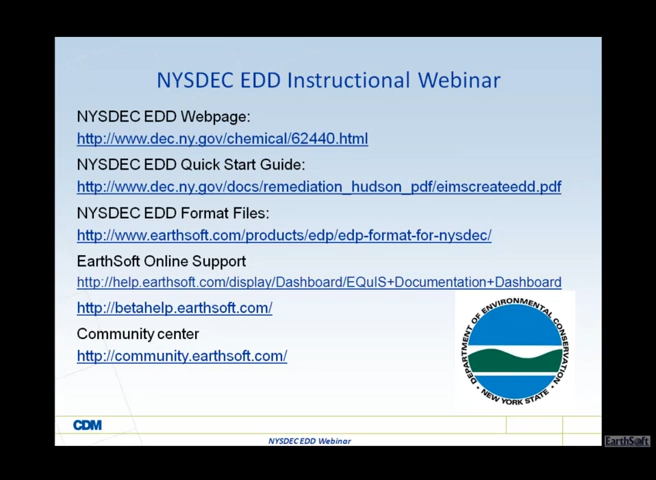 NYSDEC EDD Instructional Webinar
NYSDEC EDD Webpage:
http://www.dec.ny.gov/chemical/62440.html
NYSDEC EDD Quick Start Guide:
http://www.dec.ny.gov/docs/remediation_hudson_pdf/eimscreateedd.pdf
NYSDEC EDD Format Files:
http://www.earthsoft.com/products/edp/edp-format-for-nysdec/
EarthSoft Online Support
http://help.earthsoft.com/display/Dashboard/EQuIS+Documentation+Dashboard
http://betahelp.earthsoft.com/
Community center
http://community.earthsoft.com/
DEPARTMENT OF ENVIRONMENTAL CONSERVATION
• NEW YORK STATE •
CDM
NYSDEC EDD Webinar
EarthSoft